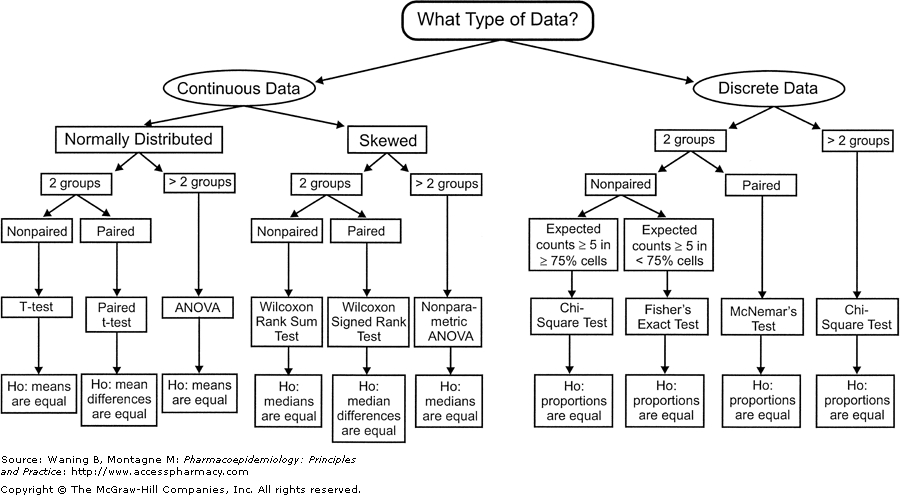 What Type of Data?
Continuous Data
Discrete Data
Normally Distributed
Skewed
2 groups
> 2 groups
2 groups
> 2 groups
2 groups
> 2 groups
Nonpaired
Paired
Nonpaired
Paired
Nonpaired
Paired
Expected
counts ≥ 5 in
≥ 75% cells
Expected
counts ≥ 5 in
< 75% cells
T-test
Paired
t-test
ANOVA
Wilcoxon
Rank Sum
Test
Wilcoxon
Signed Rank
Test
Nonpara-
metric
ANOVA
Chi-
Square Test
Fisher's
Exact Test
McNemar's
Test
Chi-
Square Test
Ho: means
are equal
Ho: mean
differences
are equal
Ho: means
are equal
Ho:
medians are
equal
Ho:
median
differences
are equal
Ho:
medians are
equal
Ho:
proportions
are equal
Ho:
proportions
are equal
Ho:
proportions
are equal
Ho:
proportions
are equal
Source: Waning B, Montagne M: Pharmacoepidemiology: Principles
and Practice: http://www.accesspharmacy.com
Copyright © The McGraw-Hill Companies, Inc. All rights reserved.